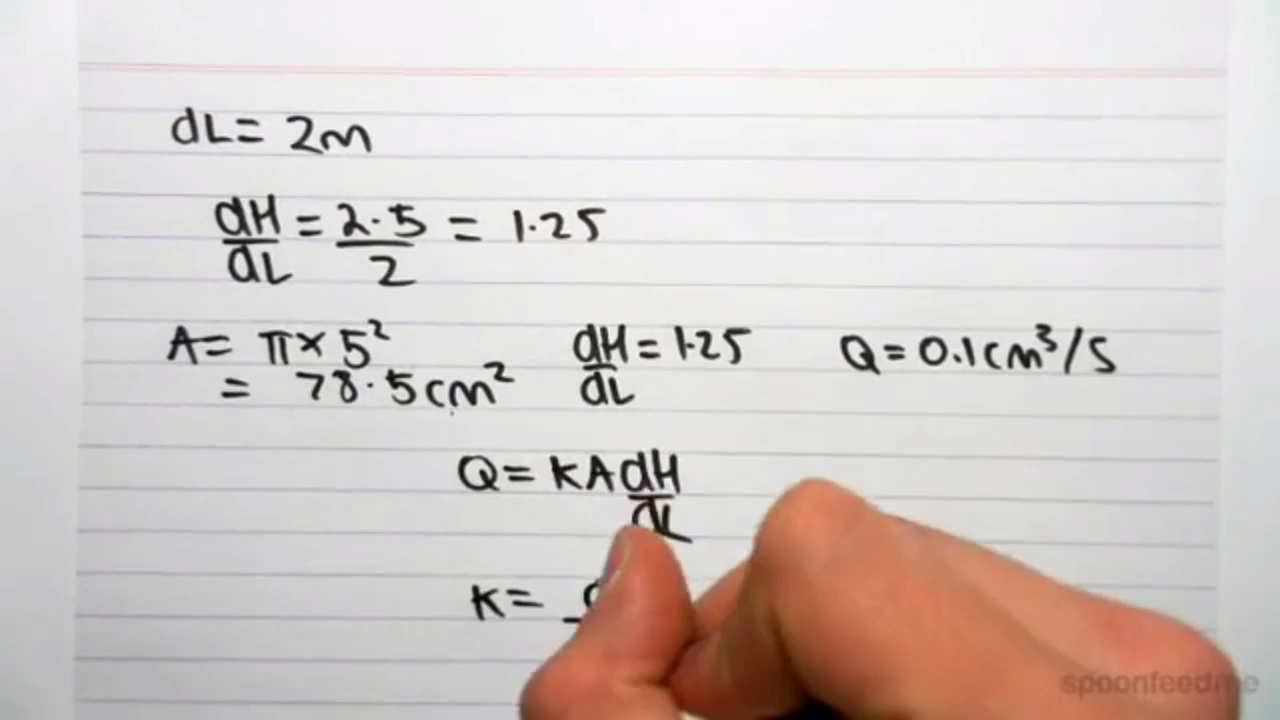 dL = 2m
dH/dL = 2.5/2 = 1.25
A = π × 5² dH/dL = 1.25 Q = 0.1cm³/s
= 78.5cm²
Q = KA dH/dL
K =
spoonfeedme